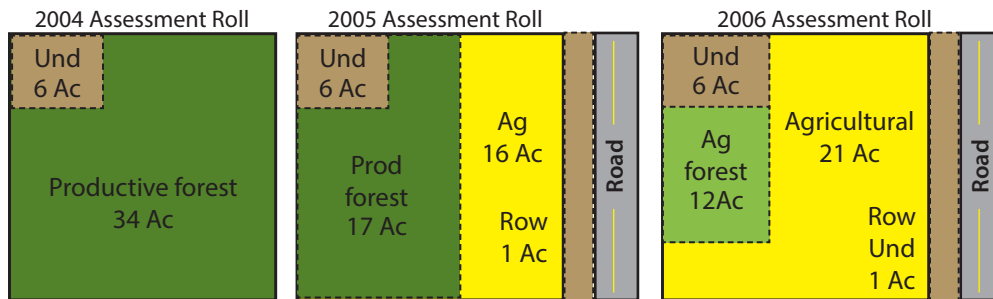 2004 Assessment Roll
Und
6 Ac
Productive forest
34 Ac
2005 Assessment Roll
Und
6 Ac
Prod
forest
17 Ac
Ag
16 Ac
Row
1 Ac
Road
2006 Assessment Roll
Und
6 Ac
Ag
forest
12Ac
Agricultural
21 Ac
Row
Und
1 Ac
Road